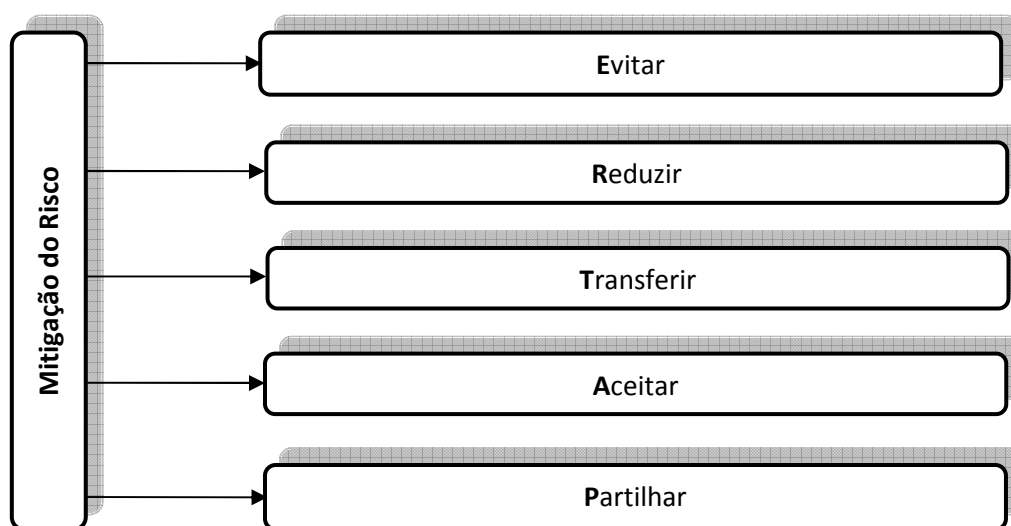 Mitigação do Risco
Evitar
Reduzir
Transferir
Aceitar
Partilhar